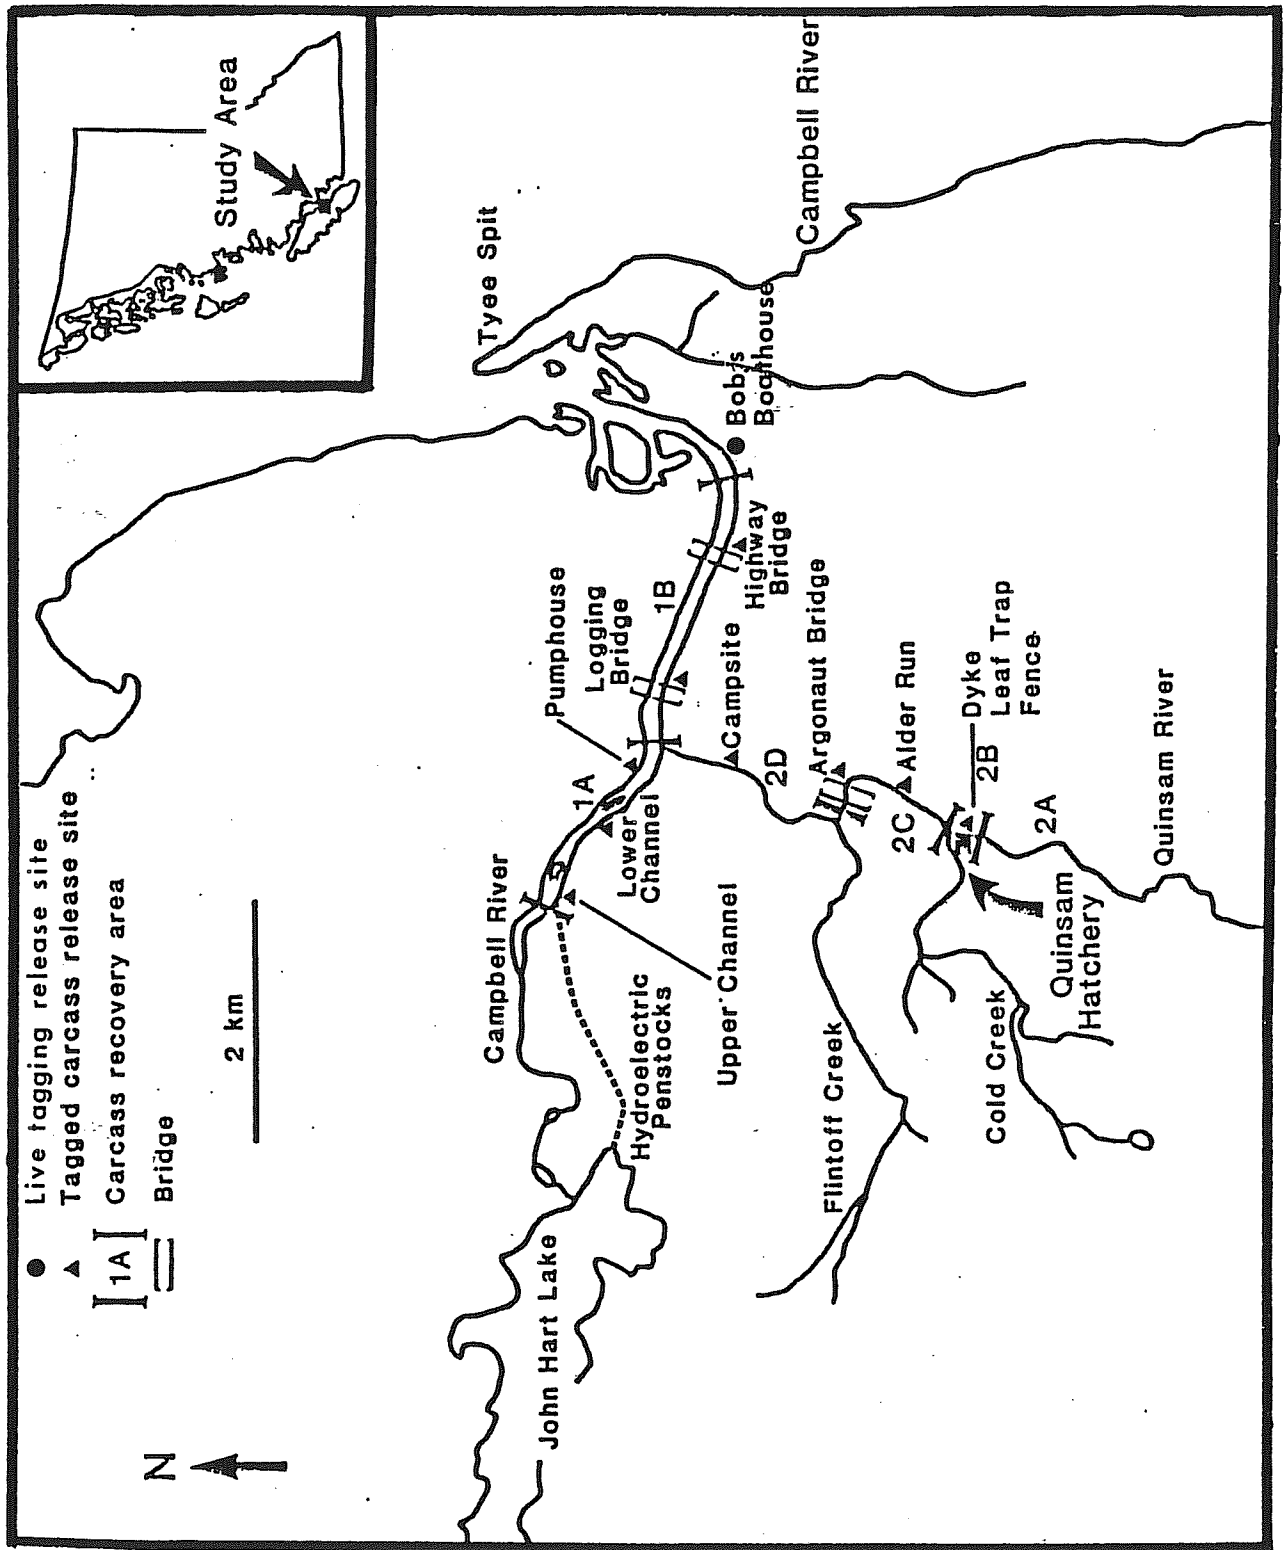 Live tagging release site
Tagged carcass release site
1A
Carcass recovery area
Bridge
2 km
N
Study Area
Tyee Spit
Campbell River
Bob's
Boathouse
Highway
Bridge
1B
Logging
Bridge
Pumphouse
Campsite
1A
Lower
Channel
Campbell River
Upper Channel
Hydroelectric
Penstocks
John Hart Lake
2D
Argonaut Bridge
Alder Run
2C
Dyke
Leaf Trap
Fence
2B
2A
Quinsam River
Quinsam
Hatchery
Cold Creek
Flintoff Creek